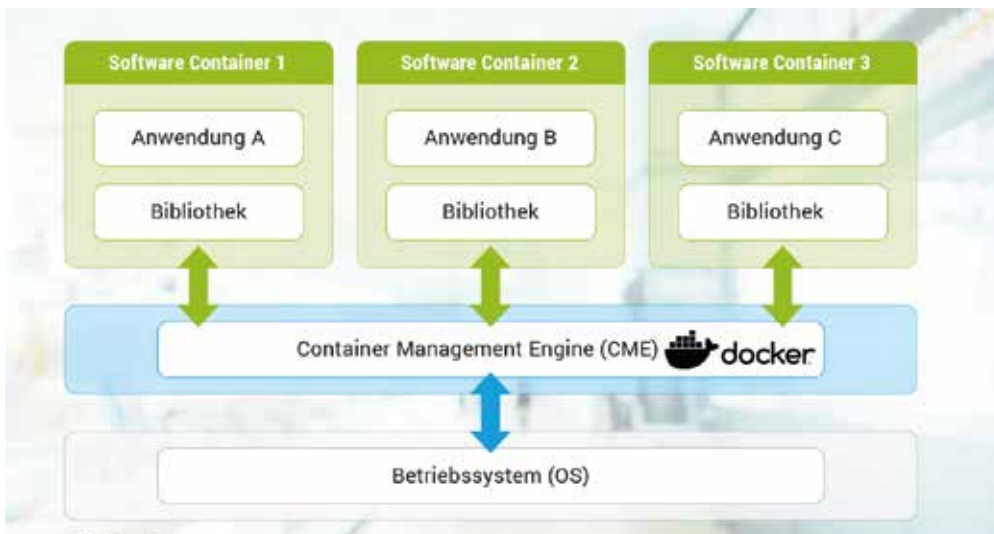 Software Container 1
Software Container 2
Software Container 3
Anwendung A
Anwendung B
Anwendung C
Bibliothek
Bibliothek
Bibliothek
Container Management Engine (CME) docker
Betriebssystem (OS)